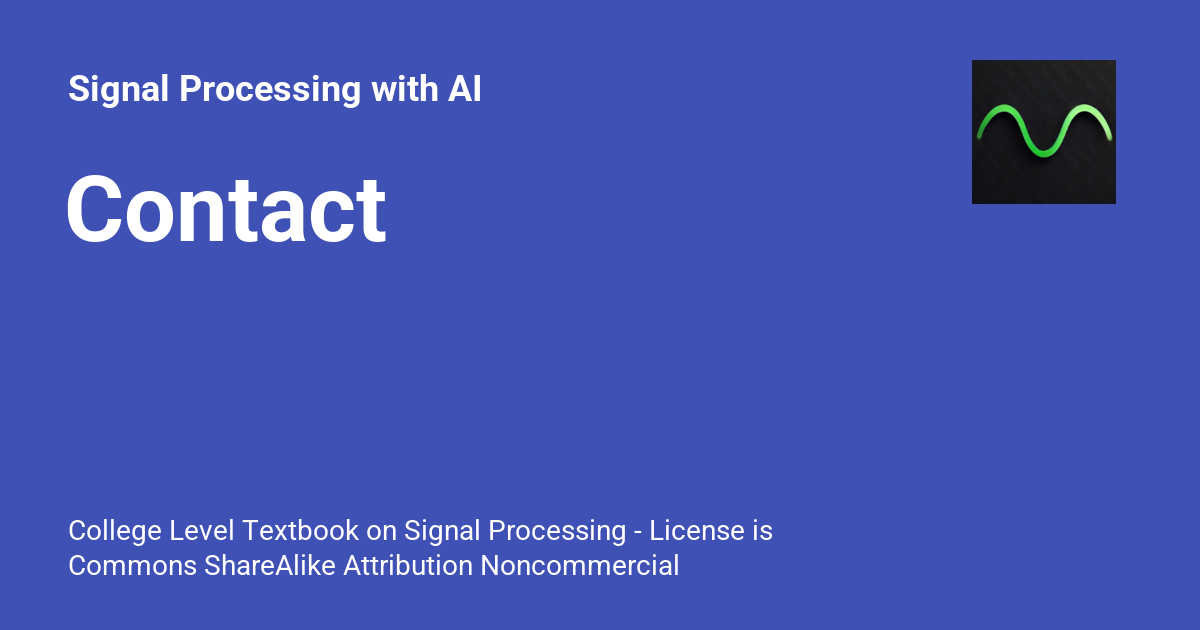 Signal Processing with AI
Contact
College Level Textbook on Signal Processing - License is
Commons ShareAlike Attribution Noncommercial